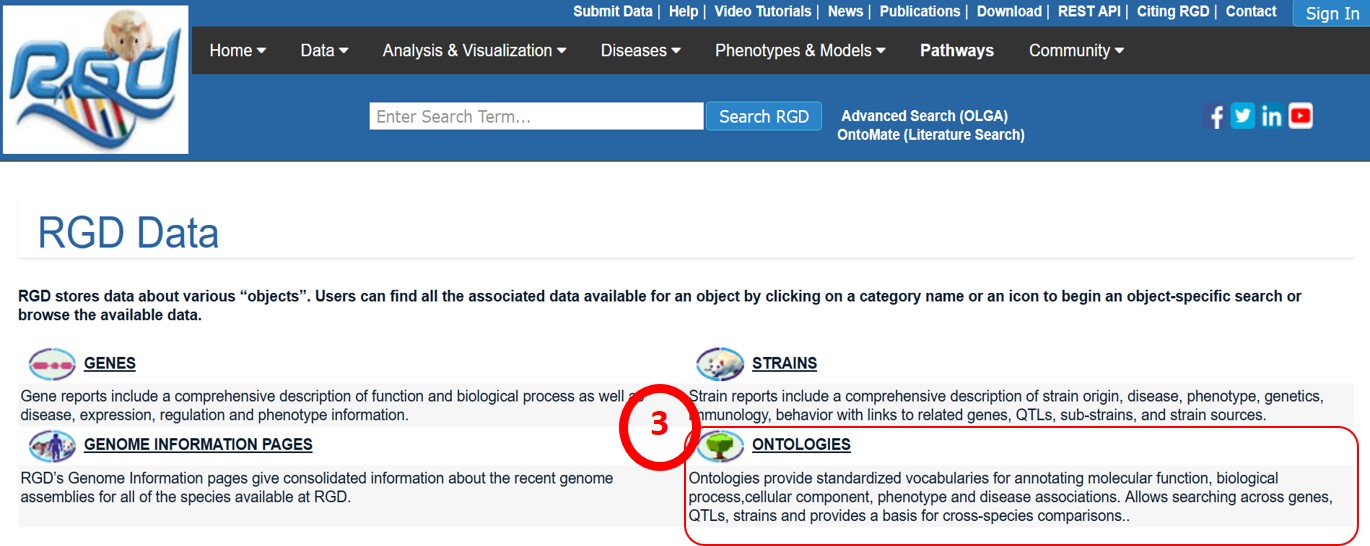 Submit Data | Help | Video Tutorials | News | Publications | Download | REST API | Citing RGD | Contact Sign In
RGD
Home Data Analysis & Visualization Diseases Phenotypes & Models Pathways Community
Enter Search Term... Search RGD Advanced Search (OLGA)
OntoMate (Literature Search)
RGD Data
RGD stores data about various “objects”. Users can find all the associated data available for an object by clicking on a category name or an icon to begin an object-specific search or
browse the available data.
GENES
Gene reports include a comprehensive description of function and biological process as well as
disease, expression, regulation and phenotype information.
STRAINS
Strain reports include a comprehensive description of strain origin, disease, phenotype, genetics,
immunology, behavior with links to related genes, QTLs, sub-strains, and strain sources.
3
GENOME INFORMATION PAGES
RGD's Genome Information pages give consolidated information about the recent genome
assemblies for all of the species available at RGD.
ONTOLOGIES
Ontologies provide standardized vocabularies for annotating molecular function, biological
process,cellular component, phenotype and disease associations. Allows searching across genes,
QTLs, strains and provides a basis for cross-species comparisons..